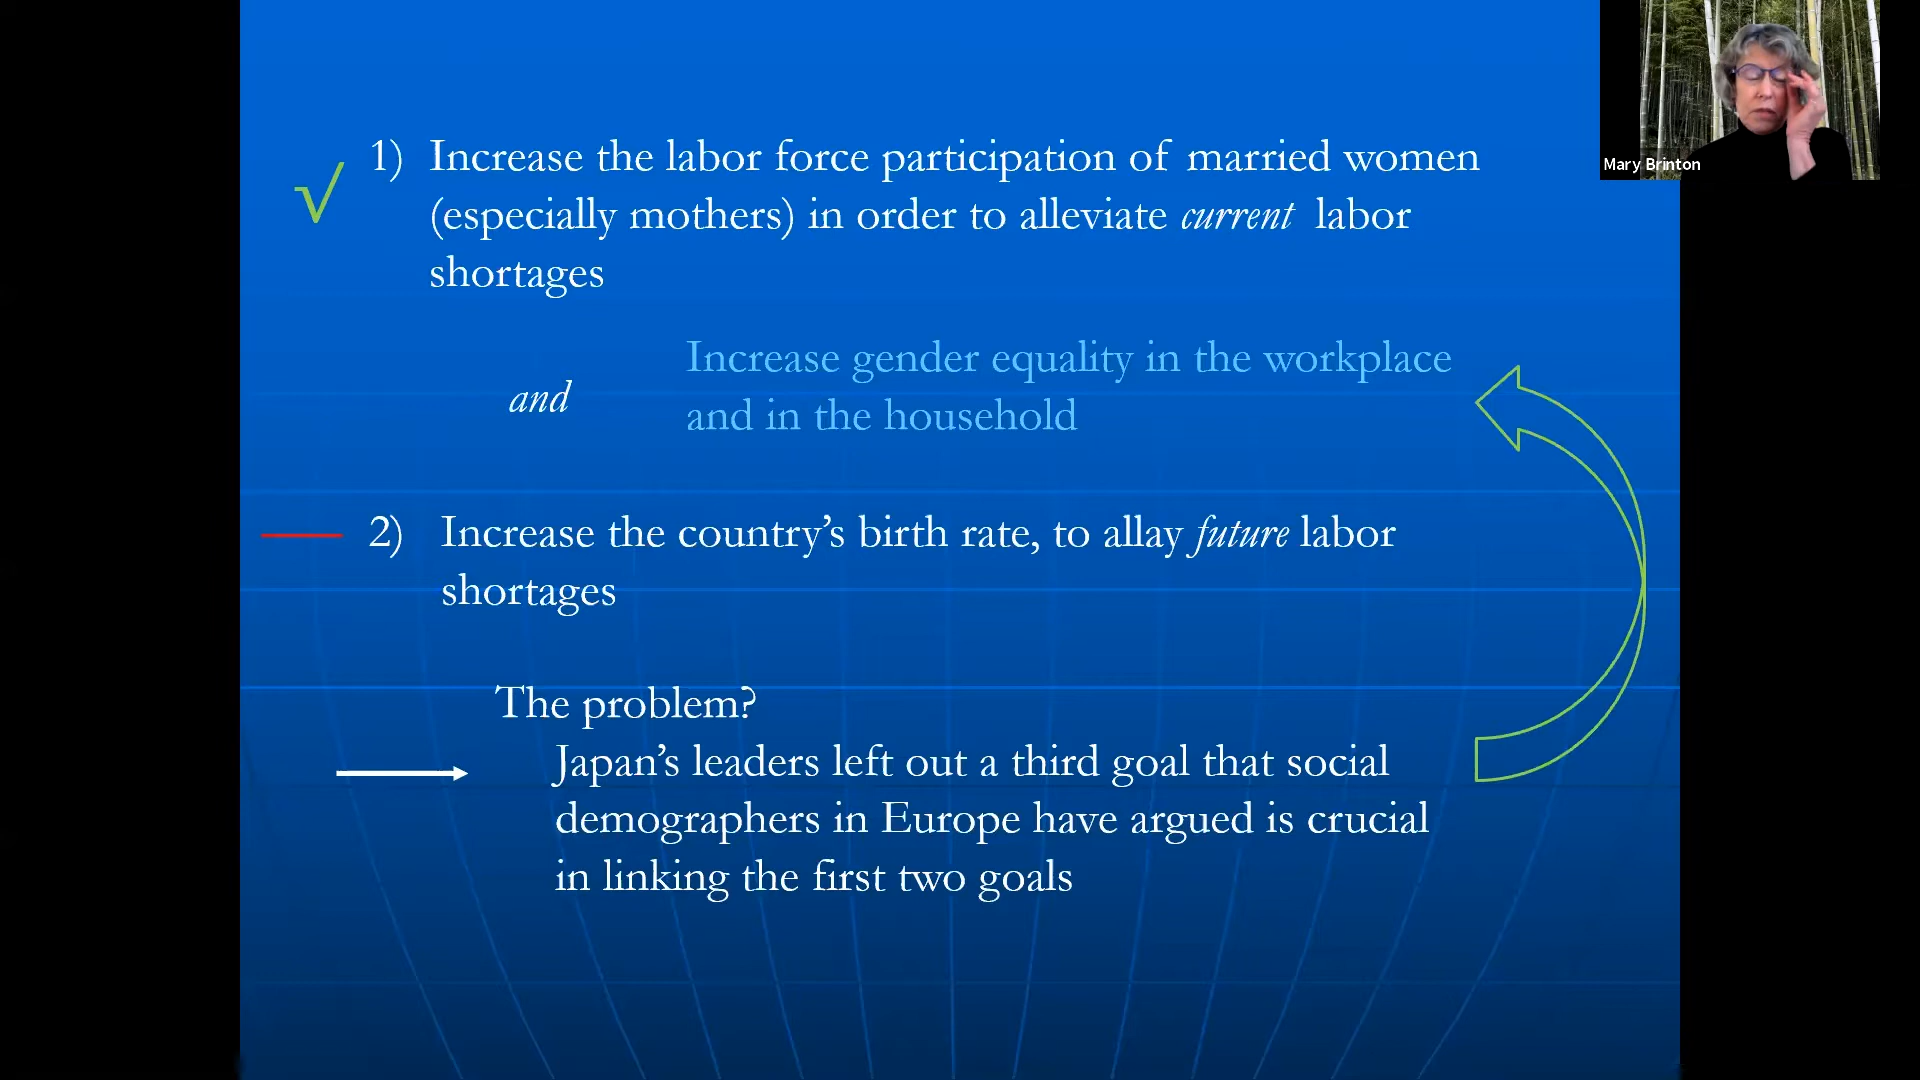 √ 1) Increase the labor force participation of married women
(especially mothers) in order to alleviate current labor
shortages
Increase gender equality in the workplace
and
and in the household
2) Increase the country’s birth rate, to allay future labor
shortages
The problem?
Japan’s leaders left out a third goal that social
demographers in Europe have argued is crucial
in linking the first two goals
Mary Brinton